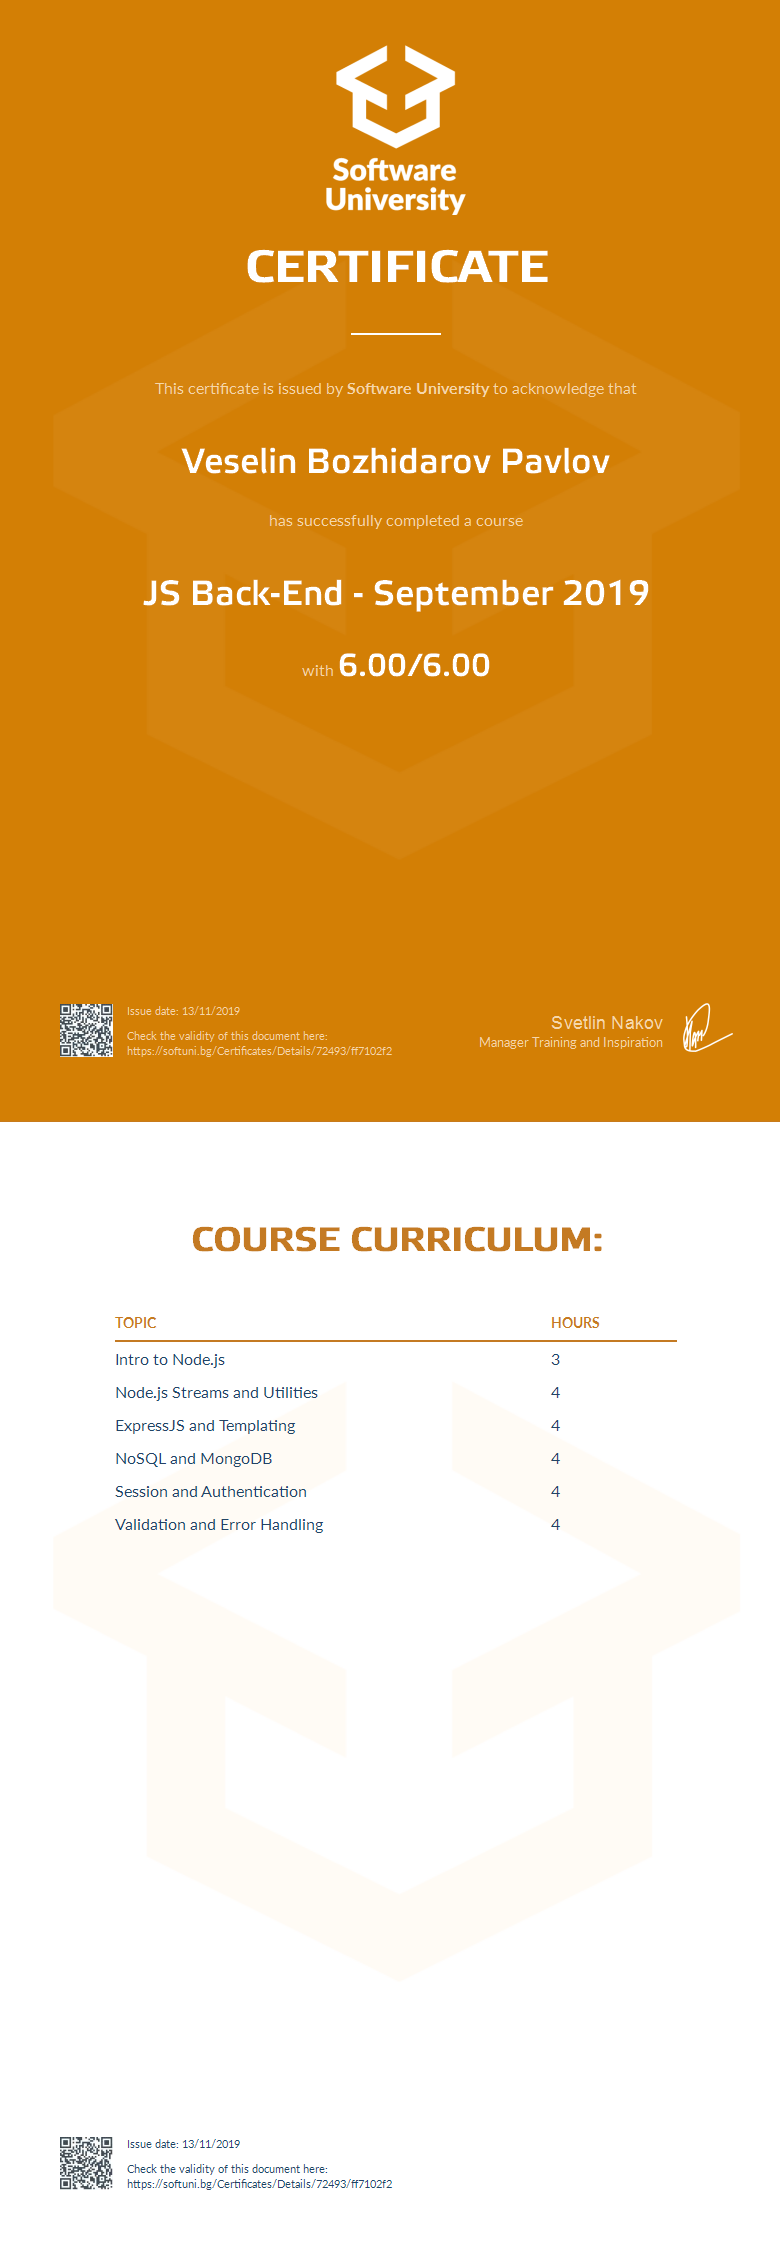 Software
University
CERTIFICATE
This certificate is issued by Software University to acknowledge that
Veselin Bozhidarov Pavlov
has successfully completed a course
JS Back-End - September 2019
with 6.00/6.00
Issue date: 13/11/2019
Check the validity of this document here:
https://softuni.bg/Certificates/Details/72493/ff7102f2
Svetlin Nakov
Manager Training and Inspiration
COURSE CURRICULUM:
TOPIC HOURS
Intro to Node.js 3
Node.js Streams and Utilities 4
ExpressJS and Templating 4
NoSQL and MongoDB 4
Session and Authentication 4
Validation and Error Handling 4
Issue date: 13/11/2019
Check the validity of this document here:
https://softuni.bg/Certificates/Details/72493/ff7102f2